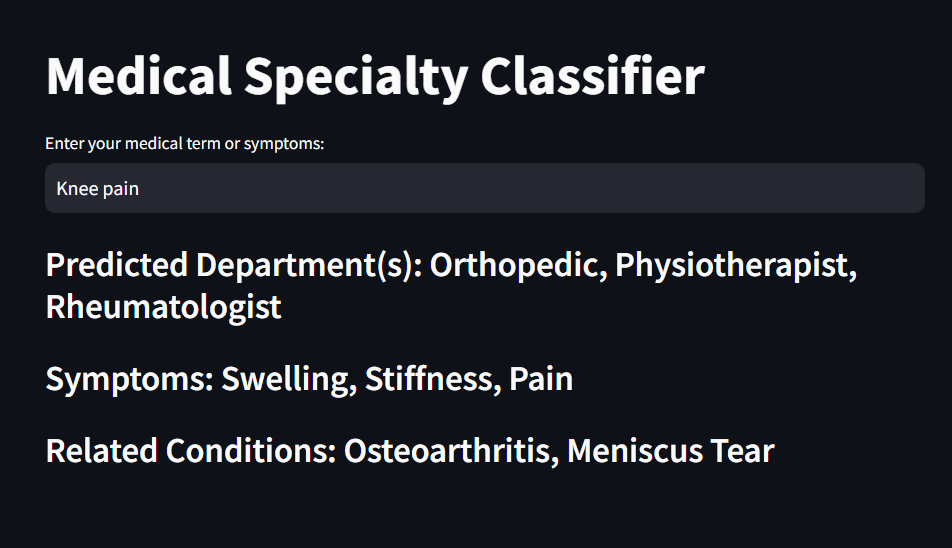 Medical Specialty Classifier
Enter your medical term or symptoms:
Knee pain
Predicted Department(s): Orthopedic, Physiotherapist,
Rheumatologist
Symptoms: Swelling, Stiffness, Pain
Related Conditions: Osteoarthritis, Meniscus Tear